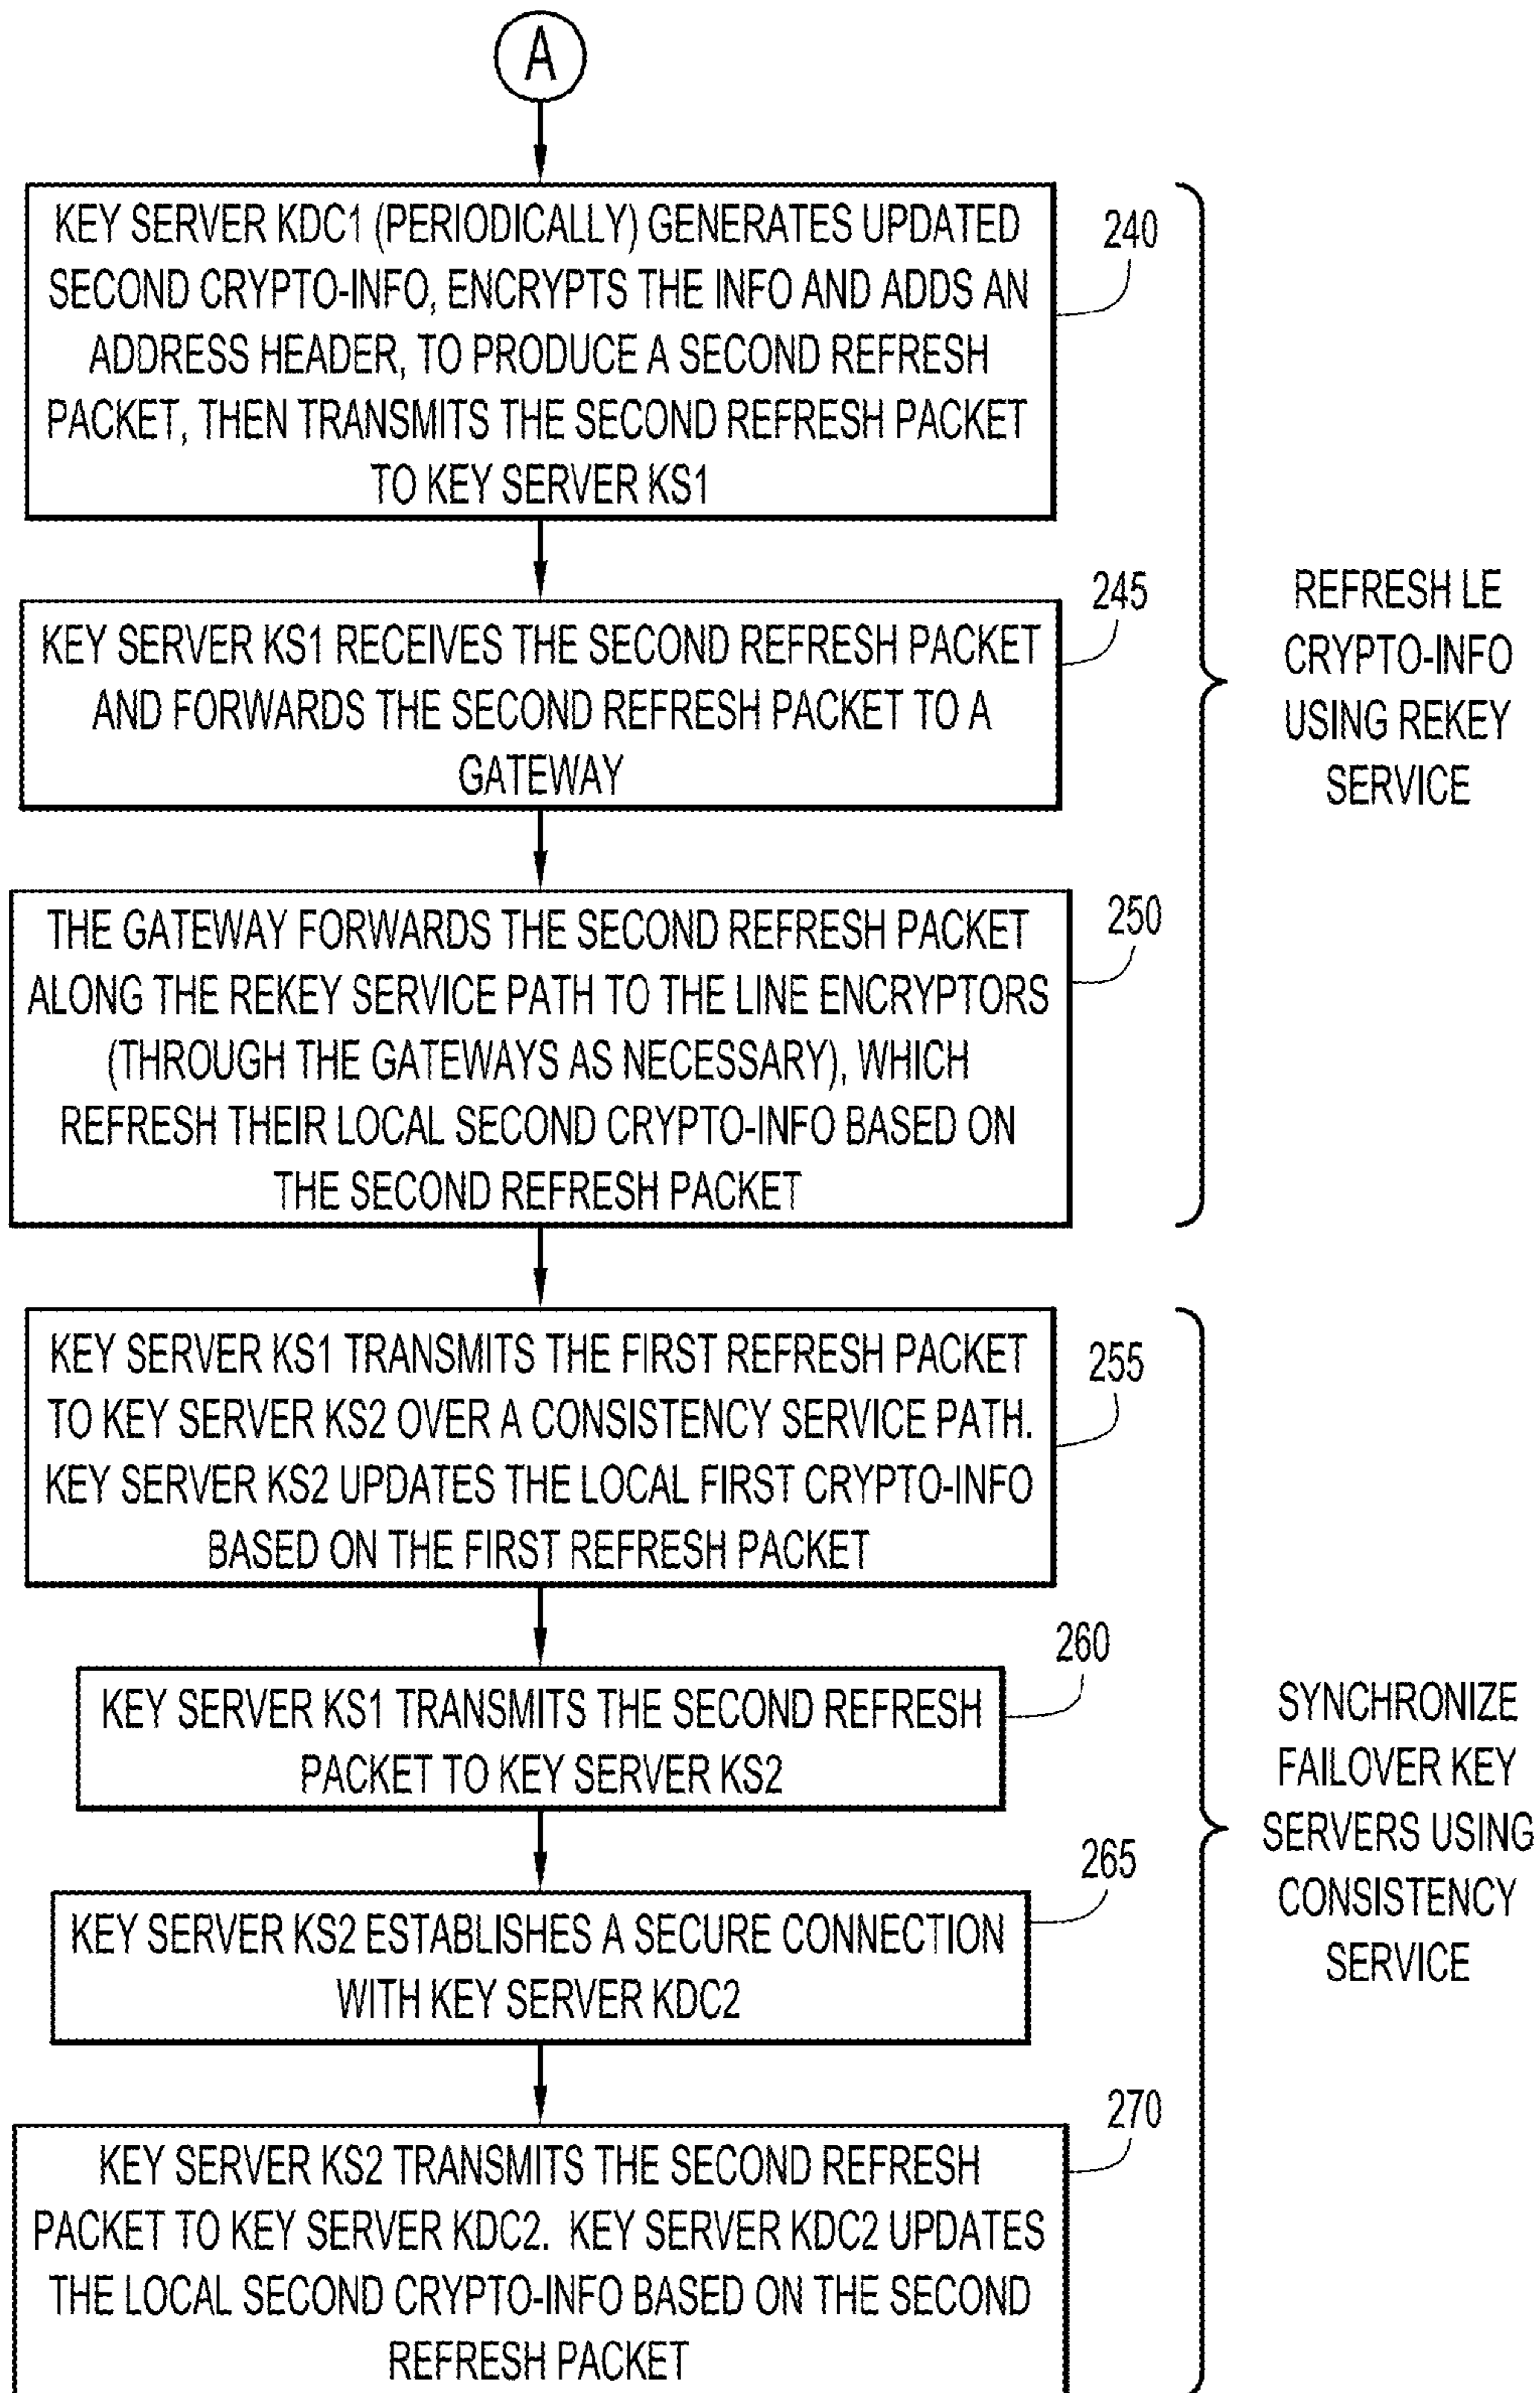 A
KEY SERVER KDC1 (PERIODICALLY) GENERATES UPDATED
SECOND CRYPTO-INFO, ENCRYPTS THE INFO AND ADDS AN
ADDRESS HEADER, TO PRODUCE A SECOND REFRESH
PACKET, THEN TRANSMITS THE SECOND REFRESH PACKET
TO KEY SERVER KS1
240
KEY SERVER KS1 RECEIVES THE SECOND REFRESH PACKET
AND FORWARDS THE SECOND REFRESH PACKET TO A
GATEWAY
245
THE GATEWAY FORWARDS THE SECOND REFRESH PACKET
ALONG THE REKEY SERVICE PATH TO THE LINE ENCRYPTORS
(THROUGH THE GATEWAYS AS NECESSARY), WHICH
REFRESH THEIR LOCAL SECOND CRYPTO-INFO BASED ON
THE SECOND REFRESH PACKET
250
REFRESH LE
CRYPTO-INFO
USING REKEY
SERVICE
KEY SERVER KS1 TRANSMITS THE FIRST REFRESH PACKET
TO KEY SERVER KS2 OVER A CONSISTENCY SERVICE PATH.
KEY SERVER KS2 UPDATES THE LOCAL FIRST CRYPTO-INFO
BASED ON THE FIRST REFRESH PACKET
255
KEY SERVER KS1 TRANSMITS THE SECOND REFRESH
PACKET TO KEY SERVER KS2
260
KEY SERVER KS2 ESTABLISHES A SECURE CONNECTION
WITH KEY SERVER KDC2
265
KEY SERVER KS2 TRANSMITS THE SECOND REFRESH
PACKET TO KEY SERVER KDC2. KEY SERVER KDC2 UPDATES
THE LOCAL SECOND CRYPTO-INFO BASED ON THE SECOND
REFRESH PACKET
270
SYNCHRONIZE
FAILOVER KEY
SERVERS USING
CONSISTENCY
SERVICE